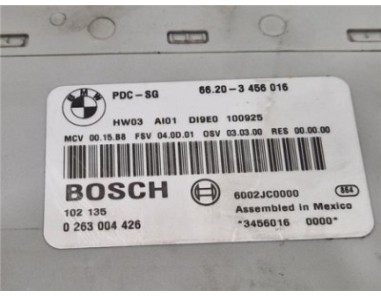 BMW
PDC-SG 66.20-3 456 016
HW03 AI01 DI9E0 100925
MCV 00.15.B8 FSV 04.0D.01 OSV 03.03.00 RES 00.00.00
BOSCH
6002JC0000 864
102 135 Assembled in Mexico
0 263 004 426 *3456016 0000*